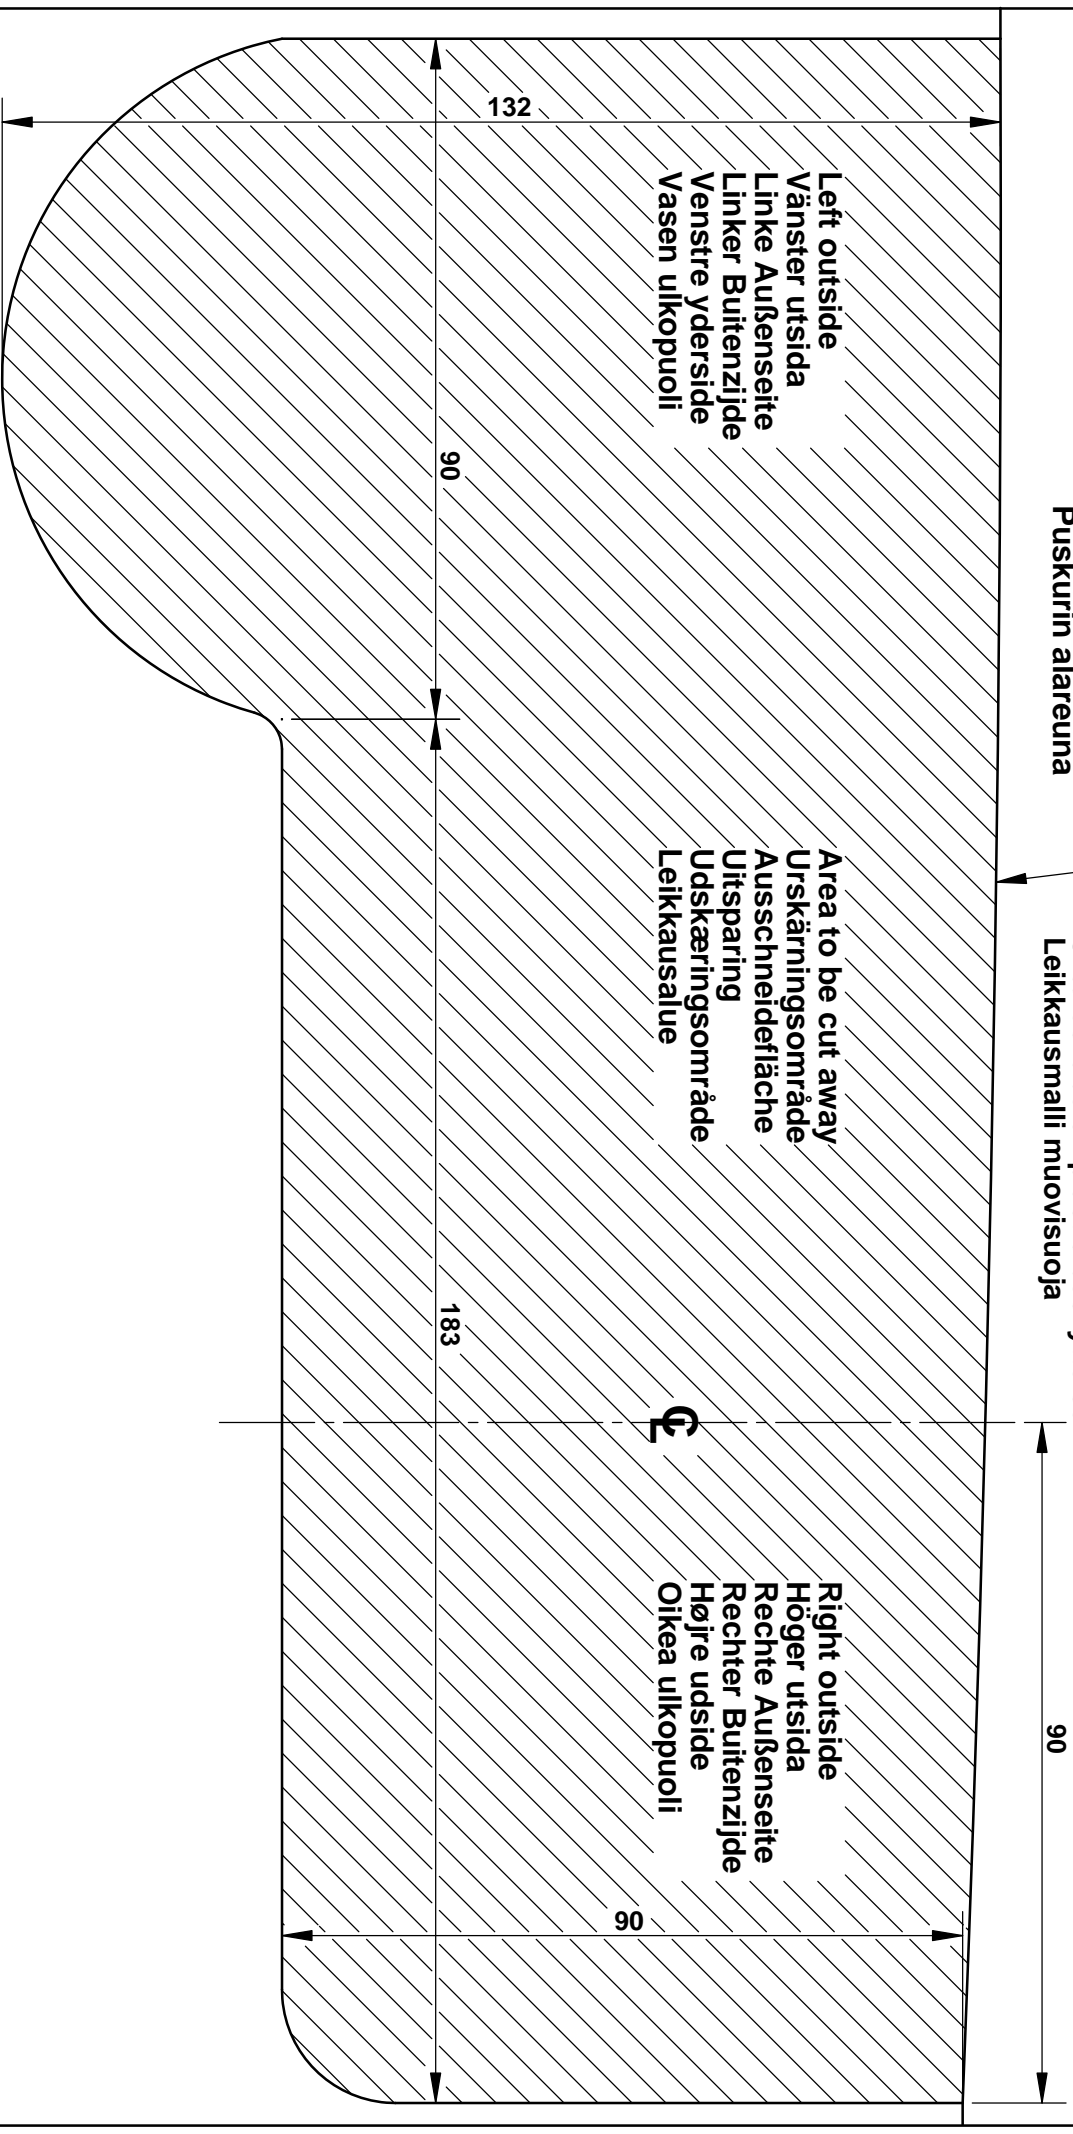 Puskurin alareuna
Leikkausmalli muovisuoja
132
Left outside
Vänster utsida
Linke Außenseite
Linker Buitenzijde
Venstre yderside
Vasen ulkopuoli
90
Area to be cut away
Urskärningsområde
Ausschneidefläche
Uitsparing
Udskæringsområde
Leikkausalue
183
CL
Right outside
Höger utsida
Rechte Außenseite
Rechter Buitenzijde
Højre udside
Oikea ulkopuoli
90
90